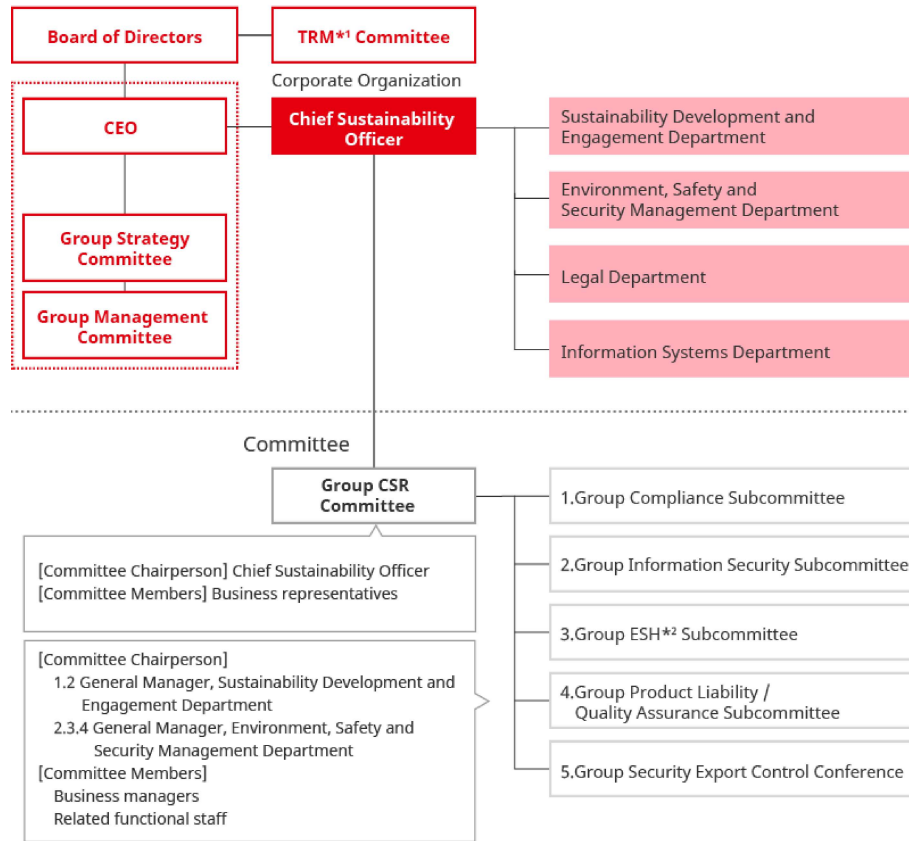 Board of Directors
TRM*¹ Committee
Corporate Organization
CEO
Chief Sustainability
Officer
Sustainability Development and
Engagement Department
Environment, Safety and
Security Management Department
Group Strategy
Committee
Legal Department
Group Management
Committee
Information Systems Department
Committee
Group CSR
Committee
1.Group Compliance Subcommittee
[Committee Chairperson] Chief Sustainability Officer
[Committee Members] Business representatives
2.Group Information Security Subcommittee
3.Group ESH*² Subcommittee
[Committee Chairperson]
1.2 General Manager, Sustainability Development and
Engagement Department
2.3.4 General Manager, Environment, Safety and
Security Management Department
[Committee Members]
Business managers
Related functional staff
4.Group Product Liability /
Quality Assurance Subcommittee
5.Group Security Export Control Conference